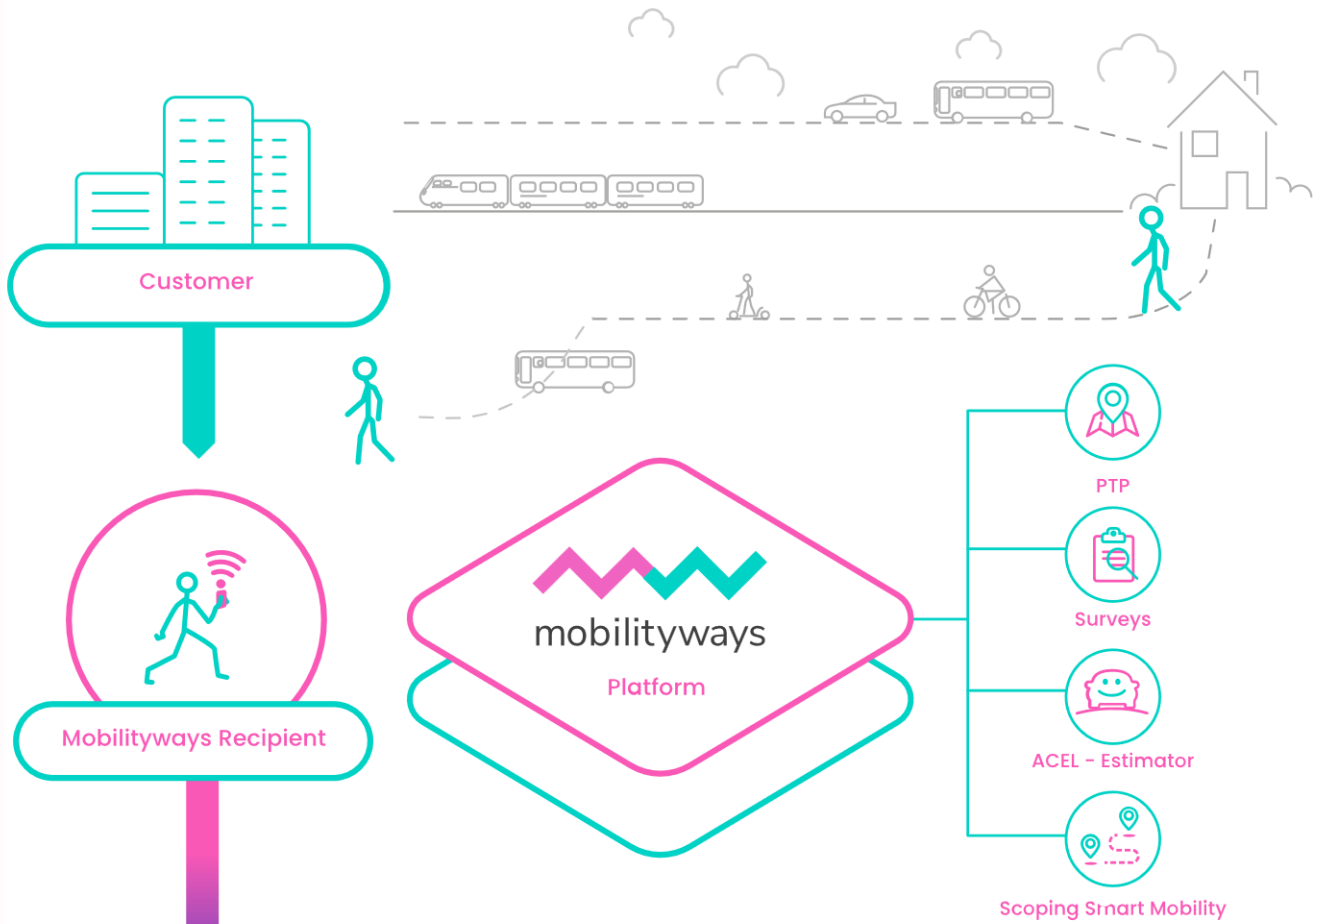 Customer
PTP
mobilityways
Surveys
Platform
Mobilityways Recipient
ACEL - Estimator
Scoping Smart Mobility